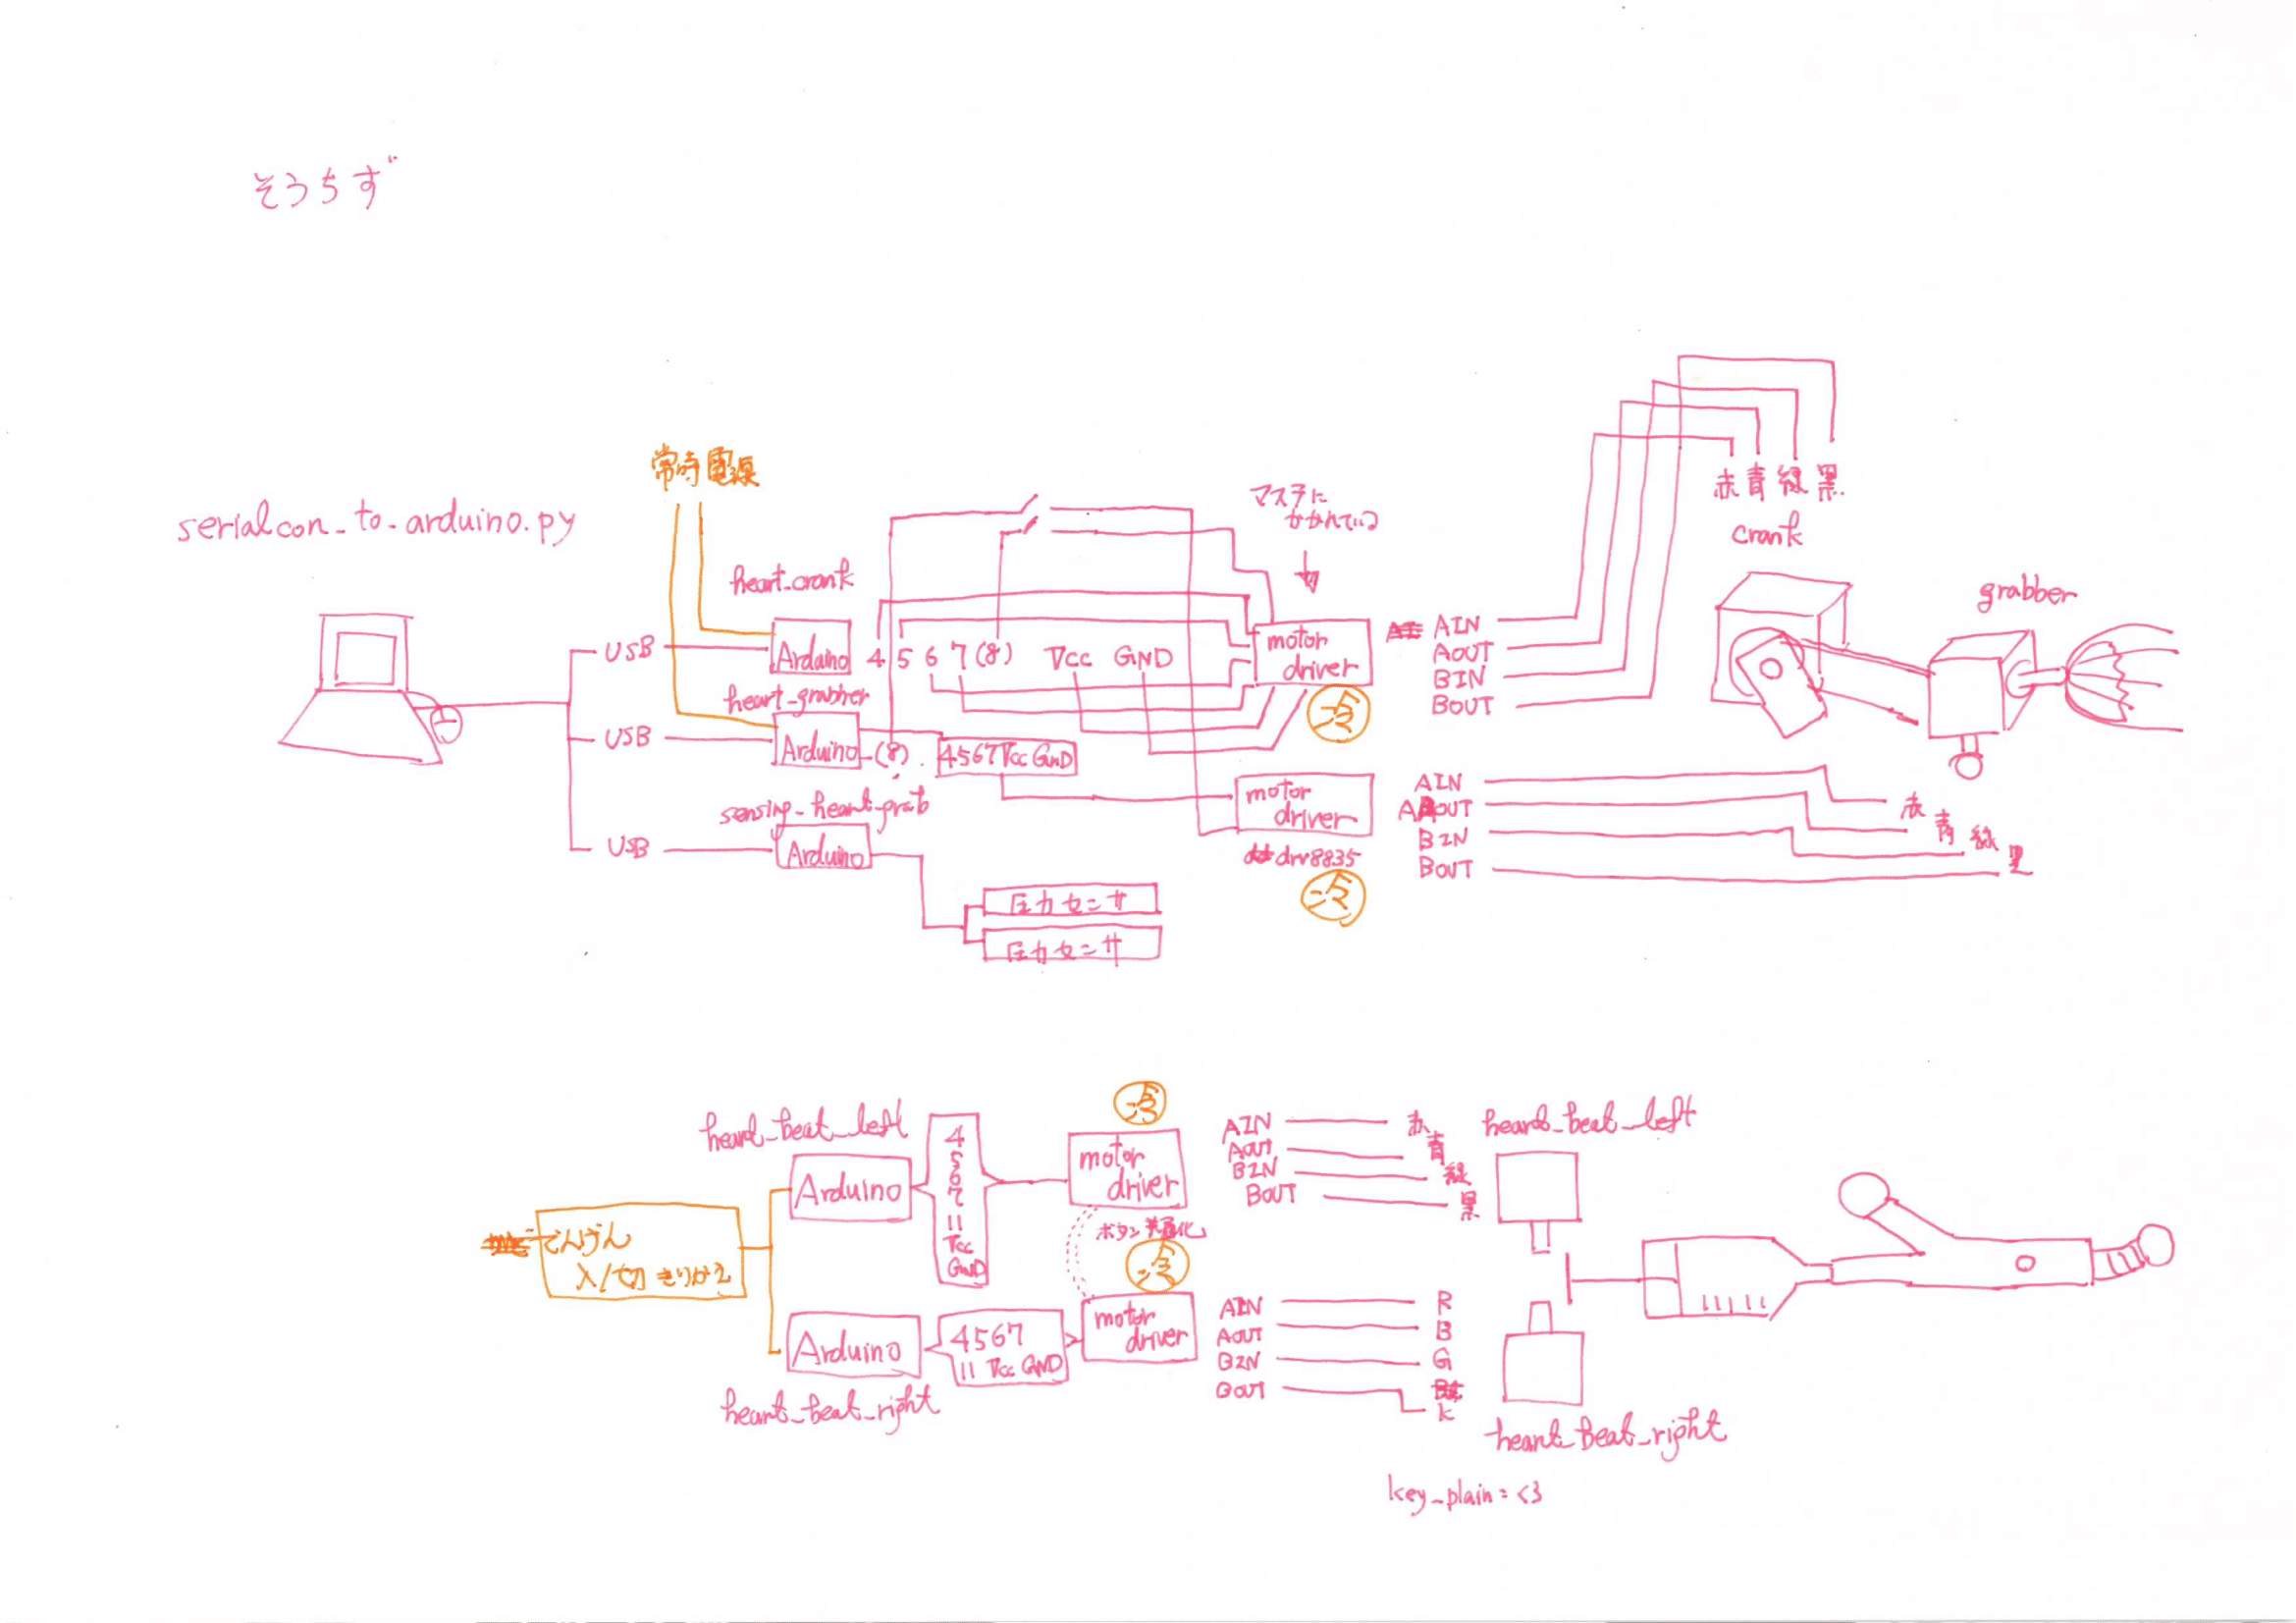 そうちず
常時電源
serialcon_to_arduino.py
マステに
かかれている
赤 青 緑 黒
crank
grabber
heart_crank
USB
Arduino
4 5 6 7 (8) Vcc GND
motor
driver
AIN
AOUT
BIN
BOUT
冷
heart_grabber
USB
Arduino
(8)
4567 Vcc GND
motor
driver
drv8835
冷
AIN
AOUT
BIN
BOUT
赤
青
緑
黒
sensing_heart_grab
USB
Arduino
圧力センサ
圧力センサ
heart_beat_left
Arduino
4
5
6
7
11
Vcc
GND
冷
motor
driver
AIN
AOUT
BIN
BOUT
赤
青
緑
黒
heart_beat_left
でんげん
入/切 きりかえ
ボタン共通化
冷
Arduino
heart_beat_right
4567
11 Vcc GND
motor
driver
AIN
AOUT
BIN
BOUT
R
B
G
K
heart_beat_right
key_plain=<3